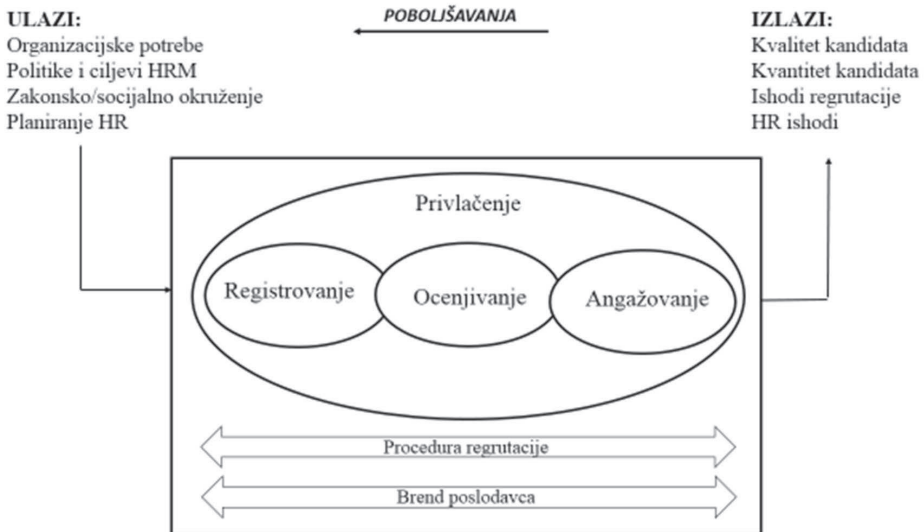 ULAZI:
Organizacijske potrebe
Politike i ciljevi HRM
Zakonsko/socijalno okruženje
Planiranje HR
POBOLJŠAVANJA
IZLAZI:
Kvalitet kandidata
Kvantitet kandidata
Ishodi regrutacije
HR ishodi
Privlačenje
Registrovanje
Ocenjivanje
Angažovanje
Procedura regrutacije
Brend poslodavca